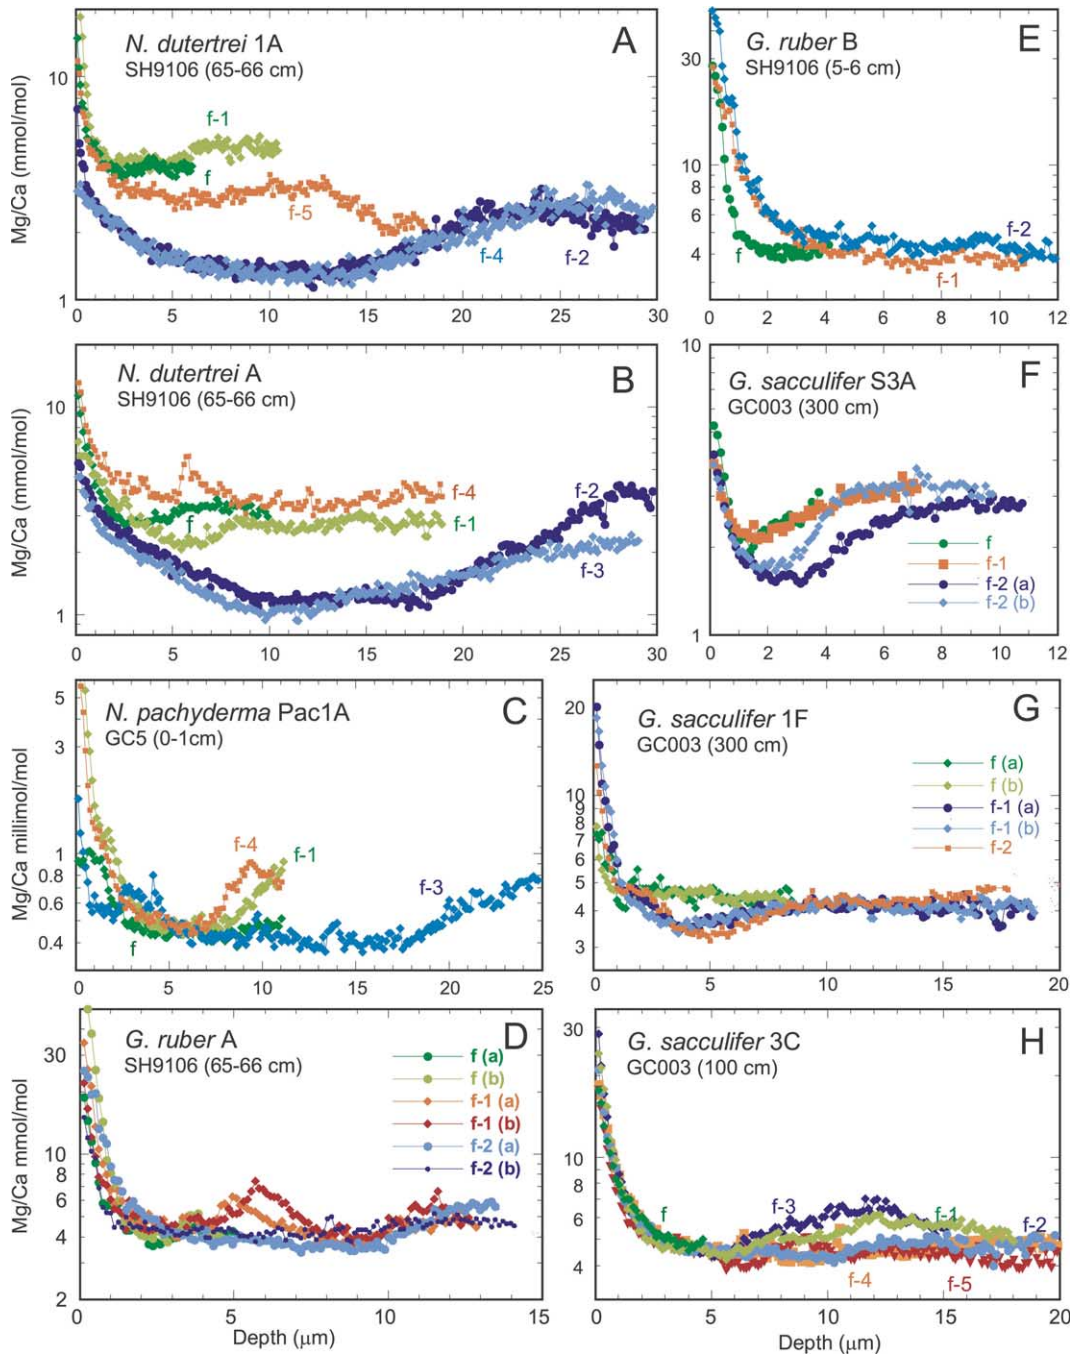 N. dutertrei 1A
SH9106 (65-66 cm)
A
Mg/Ca (mmol/mol)
10
1
f-1
f
f-5
f-4
f-2
0 5 10 15 20 25 30
G. ruber B
SH9106 (5-6 cm)
E
30
10
8
6
4
f
f-2
f-1
0 2 4 6 8 10 12
N. dutertrei A
SH9106 (65-66 cm)
B
Mg/Ca (mmol/mol)
10
1
f
f-4
f-1
f-2
f-3
0 5 10 15 20 25 30
G. sacculifer S3A
GC003 (300 cm)
F
10
1
f
f-1
f-2 (a)
f-2 (b)
0 2 4 6 8 10 12
N. pachyderma Pac1A
GC5 (0-1cm)
C
Mg/Ca millimol/mol
5
3
1
0.8
0.6
0.4
f
f-4
f-1
f-3
0 5 10 15 20 25
G. sacculifer 1F
GC003 (300 cm)
G
20
10
8
7
6
5
4
3
f (a)
f (b)
f-1 (a)
f-1 (b)
f-2
0 5 10 15 20
G. ruber A
SH9106 (65-66 cm)
D
Mg/Ca mmol/mol
30
10
8
6
4
2
f (a)
f (b)
f-1 (a)
f-1 (b)
f-2 (a)
f-2 (b)
0 5 10 15
Depth (μm)
G. sacculifer 3C
GC003 (100 cm)
H
30
10
8
6
4
f
f-3
f-1
f-2
f-4
f-5
0 5 10 15 20
Depth (μm)